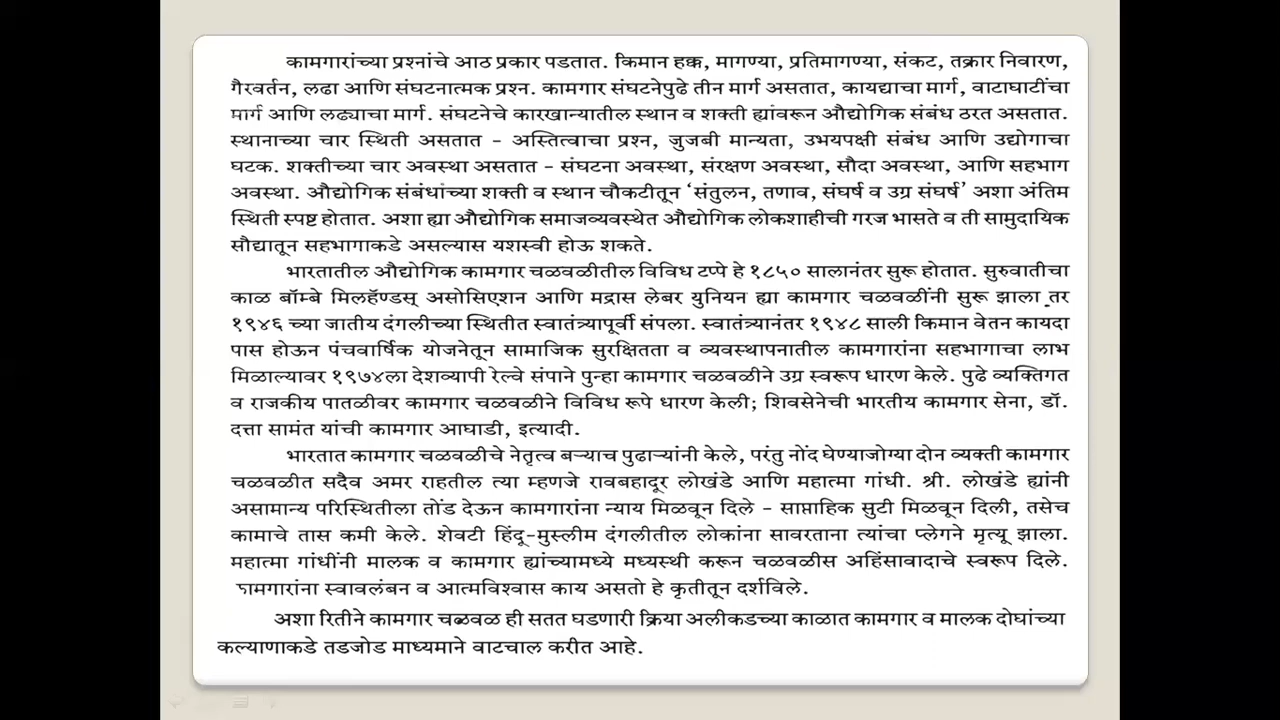 कामगारांच्या प्रश्नांचे आठ प्रकार पडतात. किमान हक्क, मागण्या, प्रतिमागण्या, संकट, तक्रार निवारण,
गैरवर्तन, लढा आणि संघटनात्मक प्रश्न. कामगार संघटनेपुढे तीन मार्ग असतात, कायद्याचा मार्ग, वाटाघाटींचा
मार्ग आणि लढ्याचा मार्ग. संघटनेचे कारखान्यातील स्थान व शक्ती ह्यांवरून औद्योगिक संबंध ठरत असतात.
स्थानाच्या चार स्थिती असतात - अस्तित्वाचा प्रश्न, जुजबी मान्यता, उभयपक्षी संबंध आणि उद्योगाचा
घटक. शक्तीच्या चार अवस्था असतात - संघटना अवस्था, संरक्षण अवस्था, सौदा अवस्था, आणि सहभाग
अवस्था. औद्योगिक संबंधांच्या शक्ती व स्थान चौकटीतून ‘संतुलन, तणाव, संघर्ष व उग्र संघर्ष’ अशा अंतिम
स्थिती स्पष्ट होतात. अशा ह्या औद्योगिक समाजव्यवस्थेत औद्योगिक लोकशाहीची गरज भासते व ती सामुदायिक
सौद्यातून सहभागाकडे असल्यास यशस्वी होऊ शकते.
भारतातील औद्योगिक कामगार चळवळीतील विविध टप्पे हे १८५० सालानंतर सुरू होतात. सुरुवातीचा
काळ बॉम्बे मिलहॅण्डस् असोसिएशन आणि मद्रास लेबर युनियन ह्या कामगार चळवळींनी सुरू झाला तर
१९४६ च्या जातीय दंगलीच्या स्थितीत स्वातंत्र्यापूर्वी संपला. स्वातंत्र्यानंतर १९४८ साली किमान वेतन कायदा
पास होऊन पंचवार्षिक योजनेतून सामाजिक सुरक्षितता व व्यवस्थापनातील कामगारांना सहभागाचा लाभ
मिळाल्यावर १९७४ला देशव्यापी रेल्वे संपाने पुन्हा कामगार चळवळीने उग्र स्वरूप धारण केले. पुढे व्यक्तिगत
व राजकीय पातळीवर कामगार चळवळीने विविध रूपे धारण केली; शिवसेनेची भारतीय कामगार सेना, डॉ.
दत्ता सामंत यांची कामगार आघाडी, इत्यादी.
भारतात कामगार चळवळीचे नेतृत्व बऱ्याच पुढाऱ्यांनी केले, परंतु नोंद घेण्याजोग्या दोन व्यक्ती कामगार
चळवळीत सदैव अमर राहतील त्या म्हणजे रावबहादूर लोखंडे आणि महात्मा गांधी. श्री. लोखंडे ह्यांनी
असामान्य परिस्थितीला तोंड देऊन कामगारांना न्याय मिळवून दिले - साप्ताहिक सुटी मिळवून दिली, तसेच
कामाचे तास कमी केले. शेवटी हिंदू-मुस्लीम दंगलीतील लोकांना सावरताना त्यांचा प्लेगने मृत्यू झाला.
महात्मा गांधींनी मालक व कामगार ह्यांच्यामध्ये मध्यस्थी करून चळवळीस अहिंसावादाचे स्वरूप दिले.
कामगारांना स्वावलंबन व आत्मविश्वास काय असतो हे कृतीतून दर्शविले.
अशा रितीने कामगार चळवळ ही सतत घडणारी क्रिया अलीकडच्या काळात कामगार व मालक दोघांच्या
कल्याणाकडे तडजोड माध्यमाने वाटचाल करीत आहे.